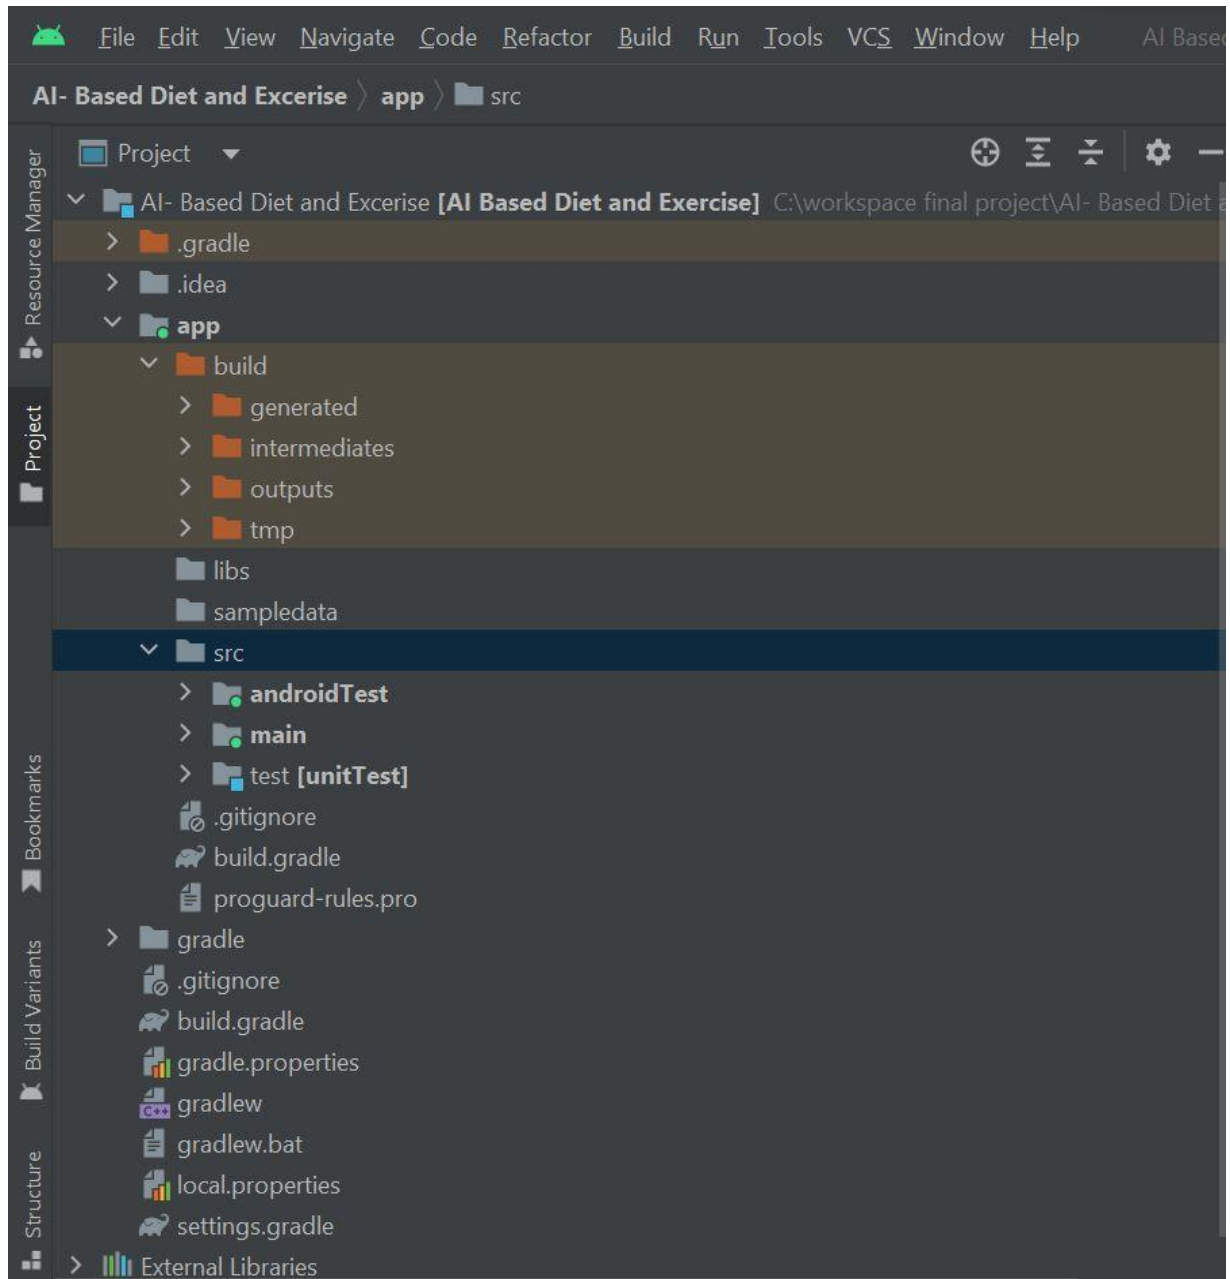 File Edit View Navigate Code Refactor Build Run Tools VCS Window Help AI Based
AI- Based Diet and Excerise app src
Project
AI- Based Diet and Excerise [AI Based Diet and Exercise] C:\workspace final project\AI- Based Diet a
.gradle
.idea
app
build
generated
intermediates
outputs
tmp
libs
sampledata
src
androidTest
main
test [unitTest]
.gitignore
build.gradle
proguard-rules.pro
gradle
.gitignore
build.gradle
gradle.properties
C++ gradlew
gradlew.bat
local.properties
settings.gradle
External Libraries
Resource Manager
Project
Bookmarks
Build Variants
Structure